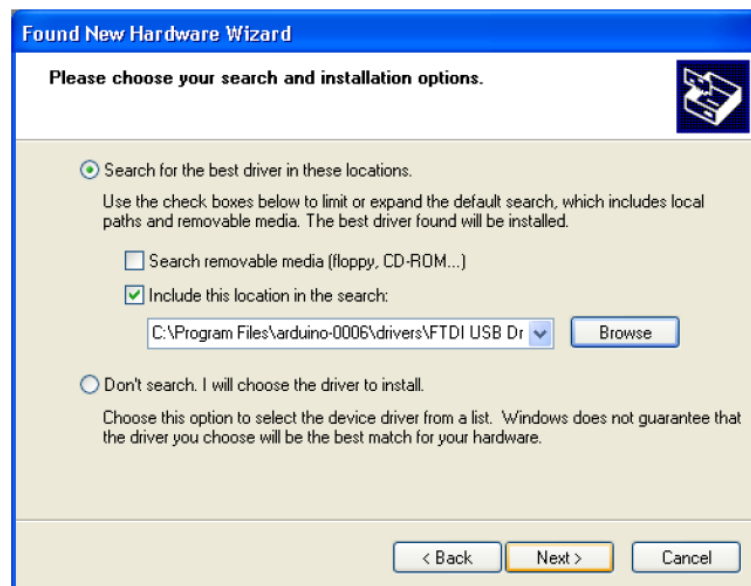 Found New Hardware Wizard
Please choose your search and installation options.
Search for the best driver in these locations.
Use the check boxes below to limit or expand the default search, which includes local
paths and removable media. The best driver found will be installed.
Search removable media (floppy, CD-ROM...)
Include this location in the search:
C:\Program Files\arduino-0006\drivers\FTDI USB Dr
Browse
Don't search. I will choose the driver to install.
Choose this option to select the device driver from a list. Windows does not guarantee that
the driver you choose will be the best match for your hardware.
< Back Next > Cancel